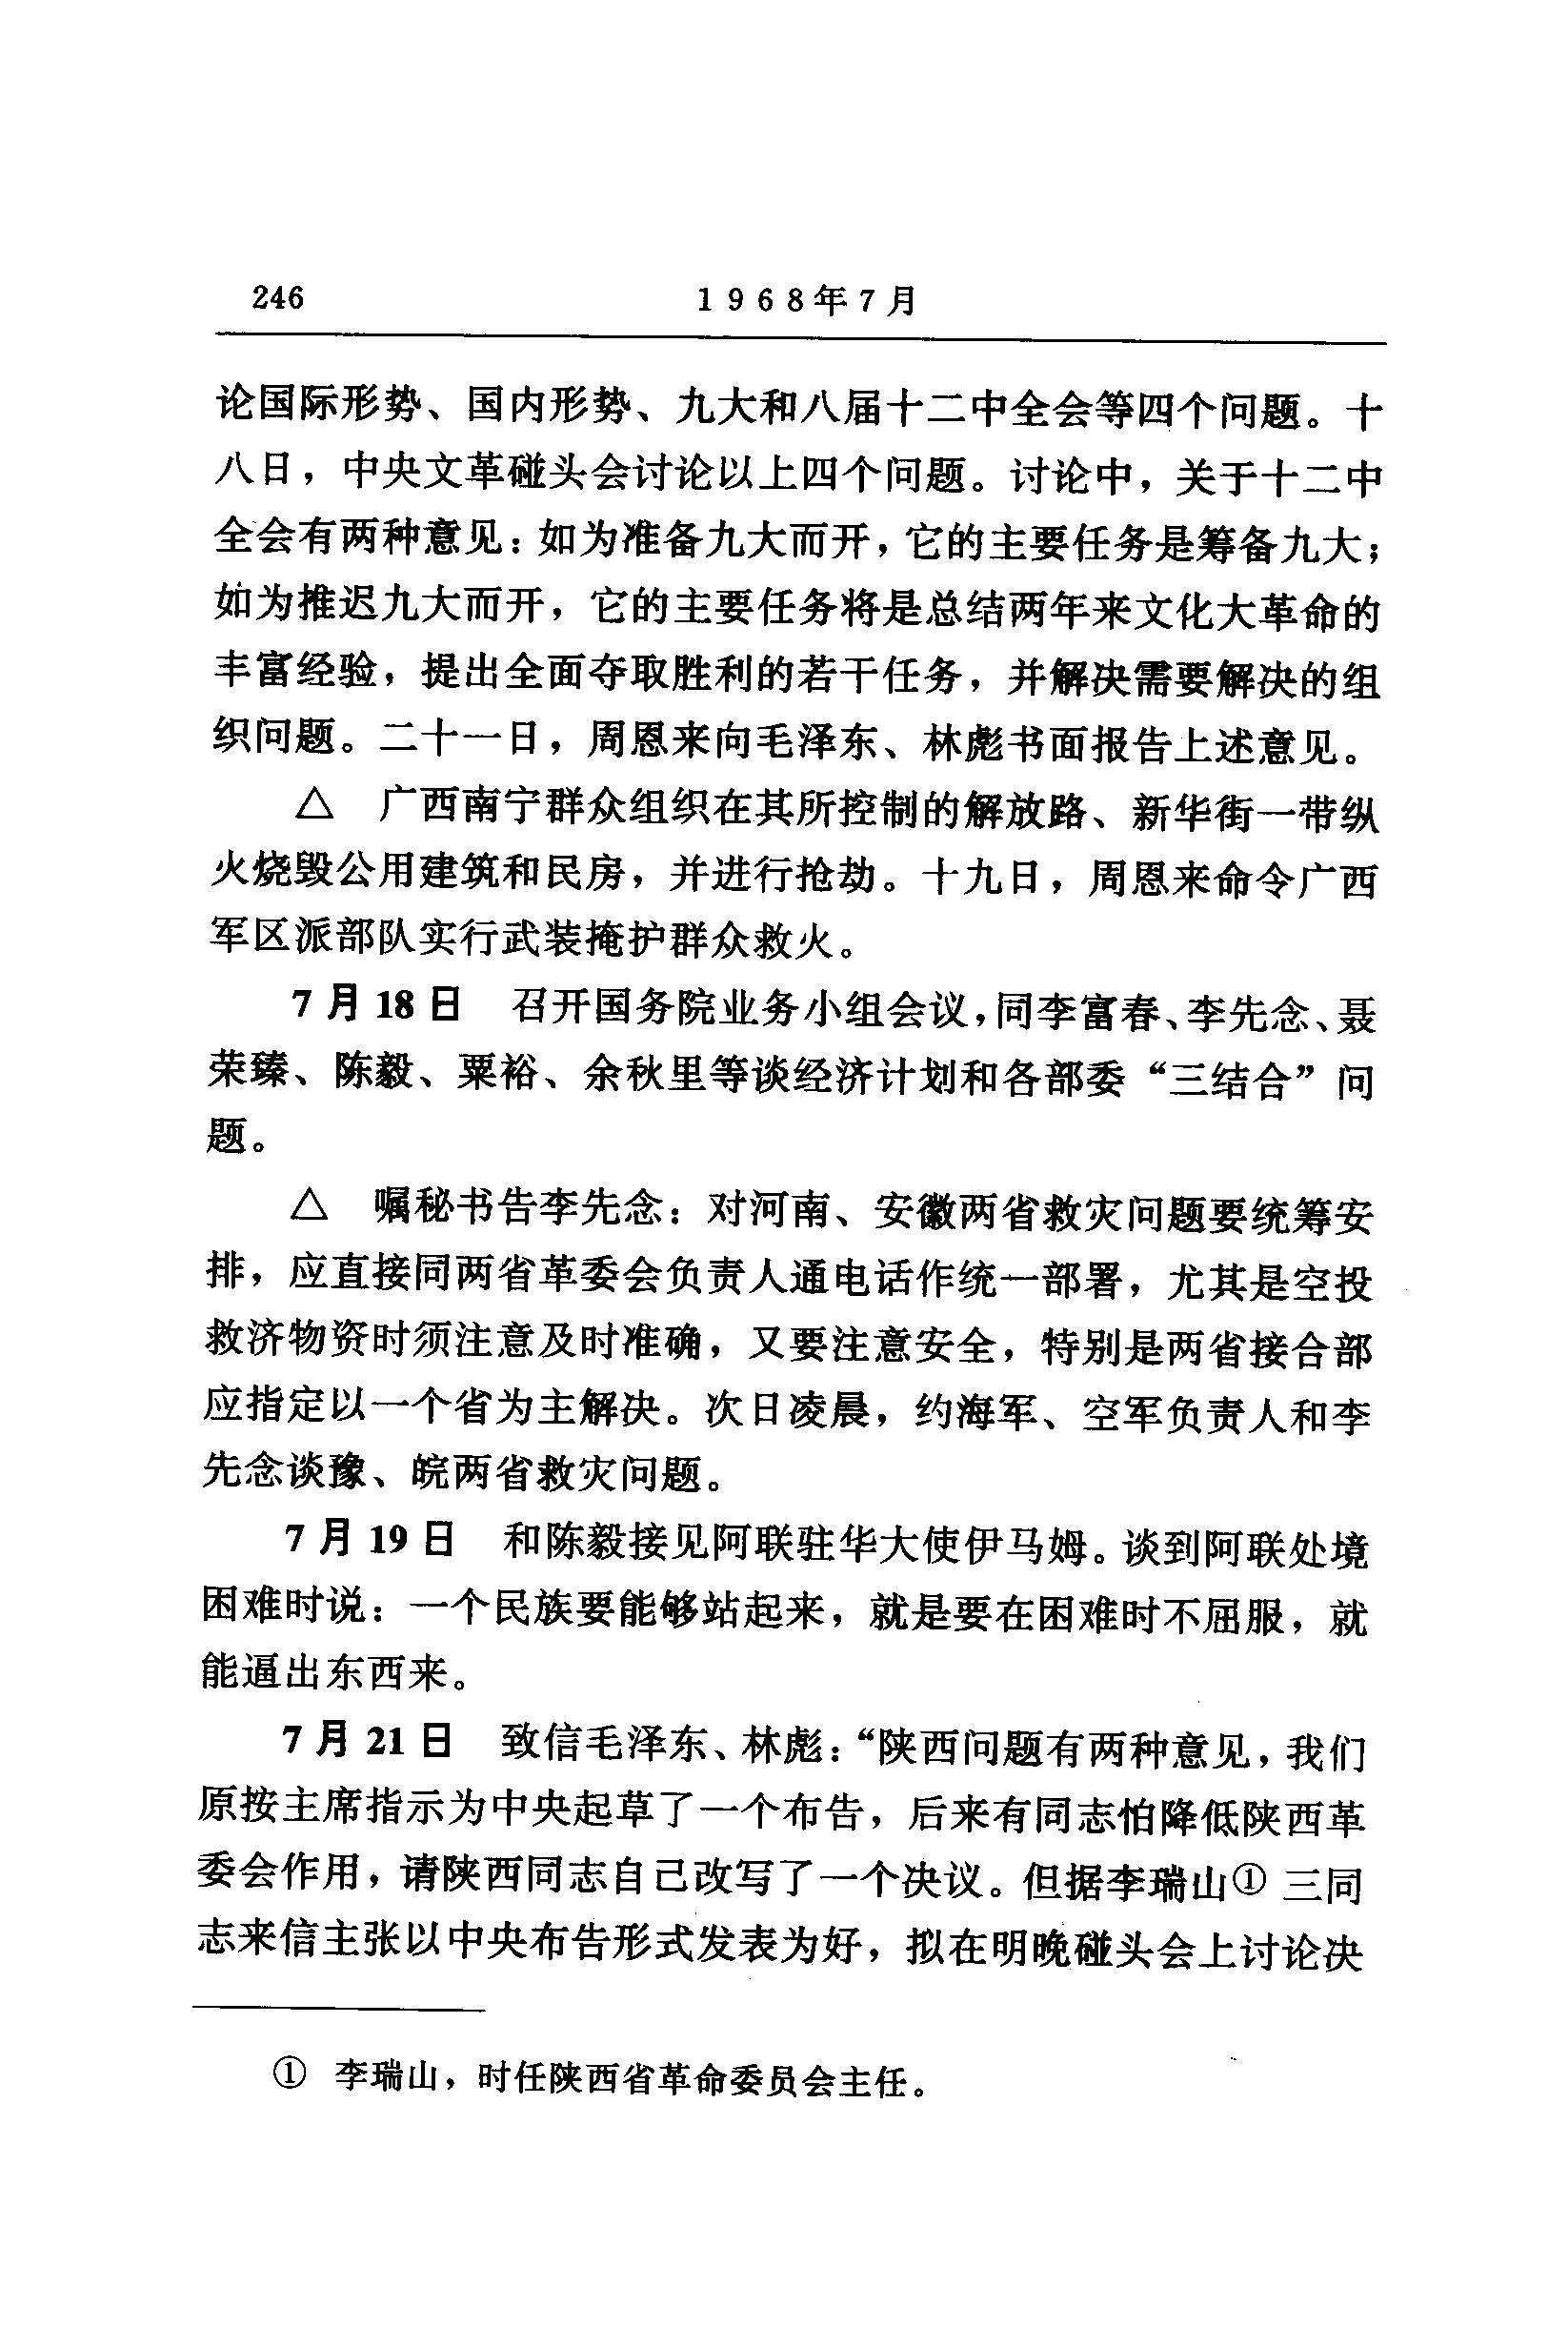 246 1968年7月
论国际形势、国内形势、九大和八届十二中全会等四个问题。十
八日，中央文革碰头会讨论以上四个问题。讨论中，关于十二中
全会有两种意见：如为准备九大而开，它的主要任务是筹备九大；
如为推迟九大而开，它的主要任务将是总结两年来文化大革命的
丰富经验，提出全面夺取胜利的若干任务，并解决需要解决的组
织问题。二十一日，周恩来向毛泽东、林彪书面报告上述意见。
△ 广西南宁群众组织在其所控制的解放路、新华街一带纵
火烧毁公用建筑和民房，并进行抢劫。十九日，周恩来命令广西
军区派部队实行武装掩护群众救火。
7月18日 召开国务院业务小组会议，同李富春、李先念、聂
荣臻、陈毅、粟裕、余秋里等谈经济计划和各部委“三结合”问
题。
△ 嘱秘书告李先念：对河南、安徽两省救灾问题要统筹安
排，应直接同两省革委会负责人通电话作统一部署，尤其是空投
救济物资时须注意及时准确，又要注意安全，特别是两省接合部
应指定以一个省为主解决。次日凌晨，约海军、空军负责人和李
先念谈豫、皖两省救灾问题。
7月19日 和陈毅接见阿联驻华大使伊马姆。谈到阿联处境
困难时说：一个民族要能够站起来，就是要在困难时不屈服，就
能逼出东西来。
7月21日 致信毛泽东、林彪：“陕西问题有两种意见，我们
原按主席指示为中央起草了一个布告，后来有同志怕降低陕西革
委会作用，请陕西同志自己改写了一个决议。但据李瑞山① 三同
志来信主张以中央布告形式发表为好，拟在明晚碰头会上讨论决
① 李瑞山，时任陕西省革命委员会主任。